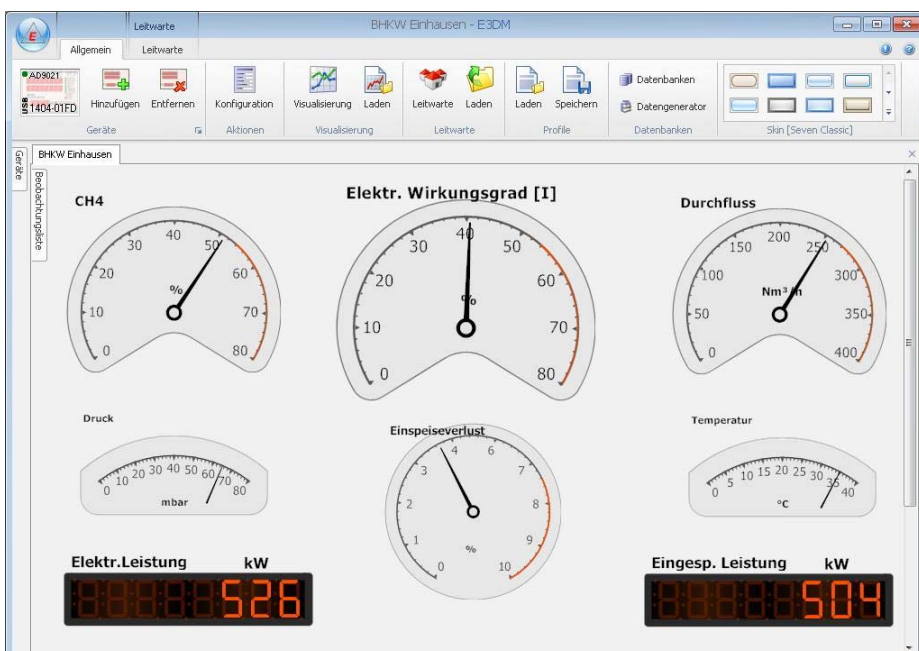 Leitwarte
BHKW Einhausen - E3DM
Allgemein
Leitwarte
AD9021
USB
1404-01FD
Hinzufügen
Entfernen
Konfiguration
Visualisierung
Laden
Leitwarte
Laden
Laden
Speichern
Datenbanken
Datengenerator
Geräte
Aktionen
Visualisierung
Leitwarte
Profile
Datenbanken
Skin [Seven Classic]
Geräte
BHKW Einhausen
Beobachtungsliste
CH4
0 10 20 30 40 50 60 70 80
%
Elektr. Wirkungsgrad [I]
0 10 20 30 40 50 60 70 80
%
Durchfluss
0 50 100 150 200 250 300 350 400
Nm³/h
Druck
0 10 20 30 40 50 60 70 80
mbar
Einspeiseverlust
0 1 2 3 4 6 7 8 9 10
%
Temperatur
0 5 10 15 20 25 30 35 40
°C
Elektr.Leistung kW
526
Eingesp. Leistung kW
504